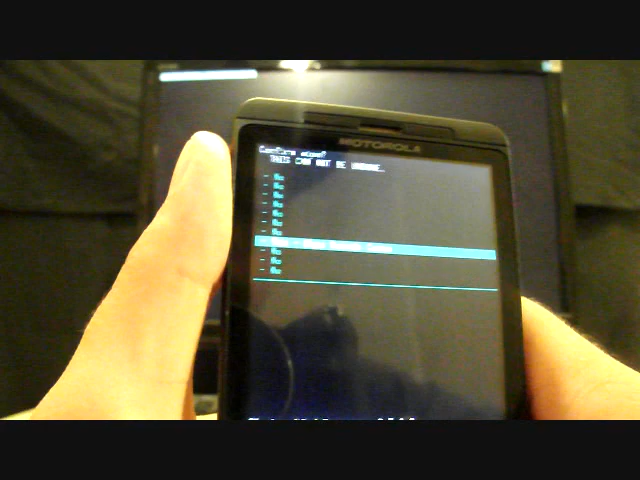 MOTOROLA
Confirm wipe?
THIS CAN NOT BE UNDONE.
- No
- No
- No
- No
- No
- No
- No
- Yes - Wipe Dalvik Cache
- No
- No
- No